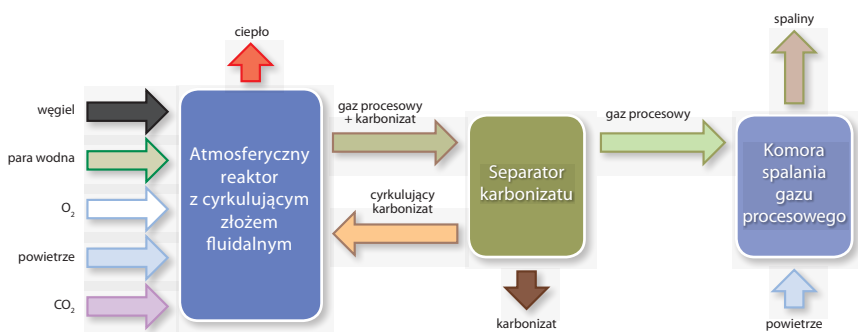 ciepło
spaliny
węgiel
para wodna
O₂
powietrze
CO₂
Atmosferyczny
reaktor
z cyrkulującym
złożem
fluidalnym
gaz procesowy
+ karbonizat
cyrkulujący
karbonizat
Separator
karbonizatu
karbonizat
gaz procesowy
Komora
spalania
gazu
procesowego
powietrze